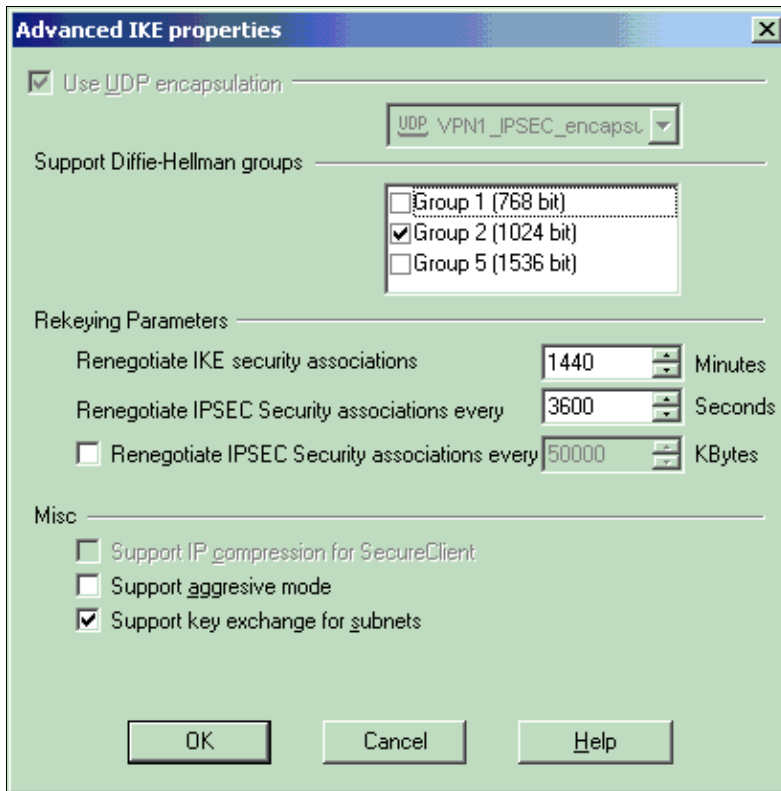 Advanced IKE properties
Use UDP encapsulation
UDP VPN1_IPSEC_encapsu
Support Diffie-Hellman groups
Group 1 (768 bit)
Group 2 (1024 bit)
Group 5 (1536 bit)
Rekeying Parameters
Renegotiate IKE security associations 1440 Minutes
Renegotiate IPSEC Security associations every 3600 Seconds
Renegotiate IPSEC Security associations every 50000 KBytes
Misc
Support IP compression for SecureClient
Support aggresive mode
Support key exchange for subnets
OK Cancel Help